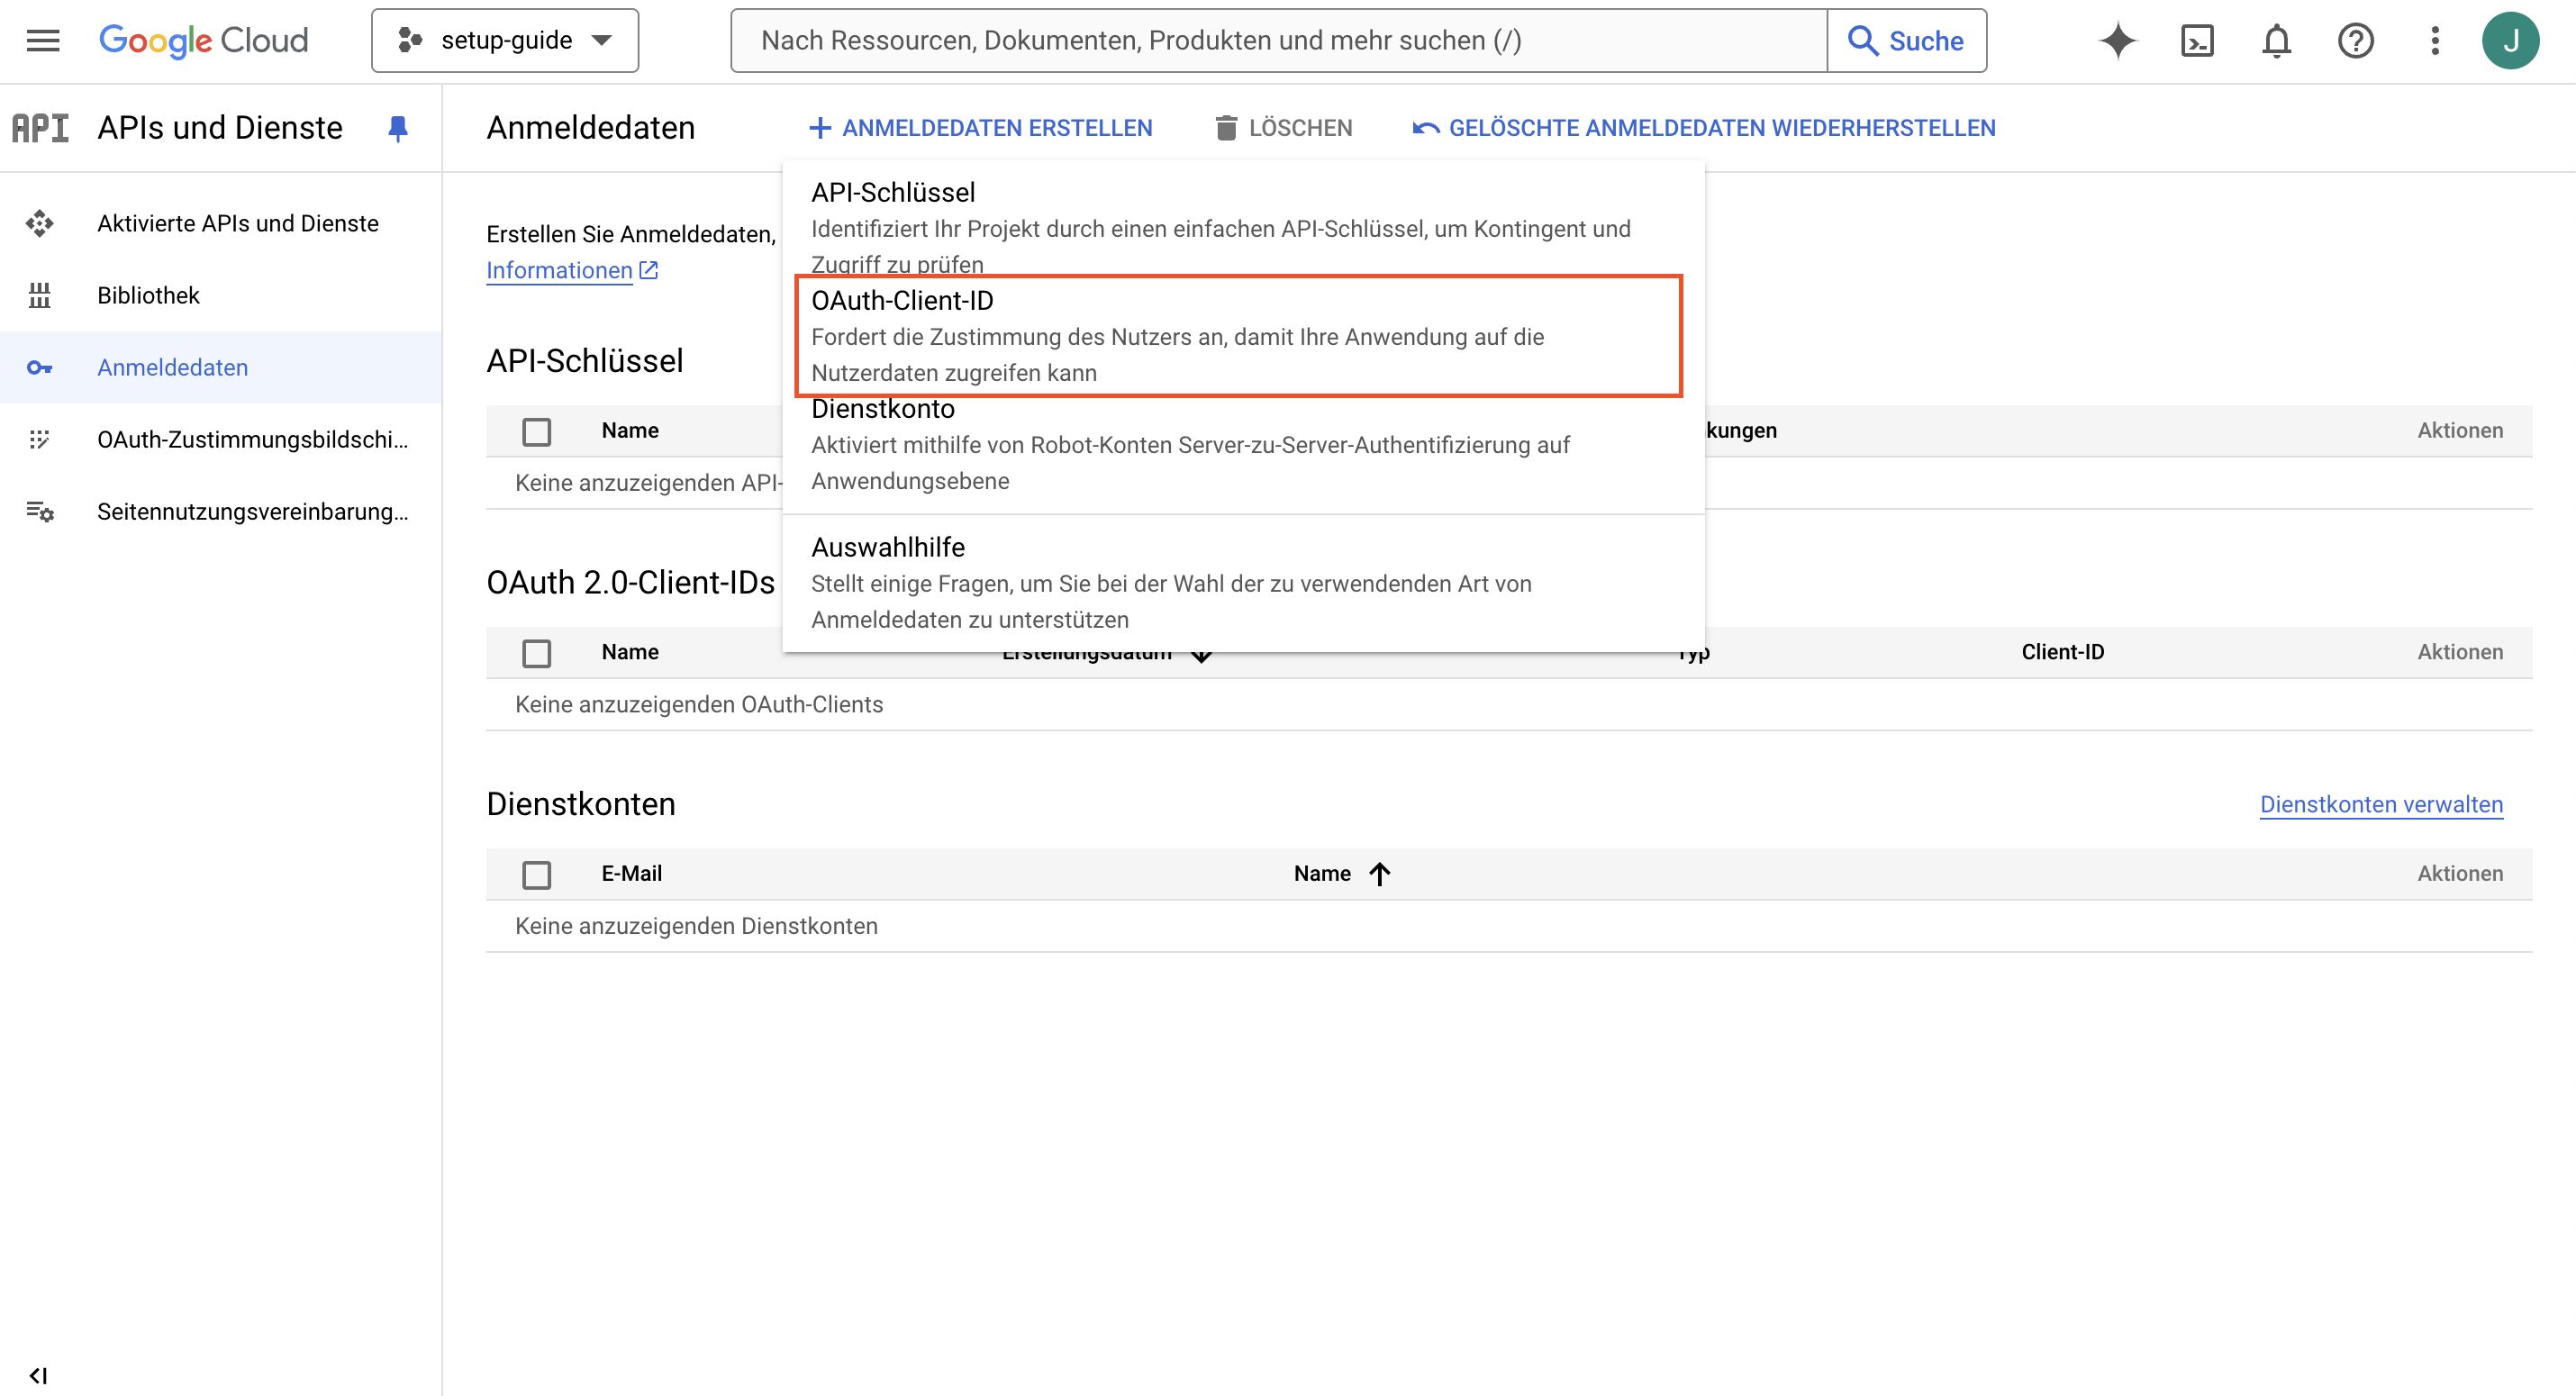 Google Cloud
setup-guide
Nach Ressourcen, Dokumenten, Produkten und mehr suchen (/)
Suche
J
API
APIs und Dienste
Anmeldedaten
ANMELDEDATEN ERSTELLEN
LÖSCHEN
GELÖSCHTE ANMELDEDATEN WIEDERHERSTELLEN
Aktivierte APIs und Dienste
Bibliothek
Anmeldedaten
OAuth-Zustimmungsbildschi...
Seitennutzungsvereinbarung...
Erstellen Sie Anmeldedaten,
Informationen
API-Schlüssel
Identifiziert Ihr Projekt durch einen einfachen API-Schlüssel, um Kontingent und
Zugriff zu prüfen
OAuth-Client-ID
Fordert die Zustimmung des Nutzers an, damit Ihre Anwendung auf die
Nutzerdaten zugreifen kann
Dienstkonto
Aktiviert mithilfe von Robot-Konten Server-zu-Server-Authentifizierung auf
Anwendungsebene
Auswahlhilfe
Stellt einige Fragen, um Sie bei der Wahl der zu verwendenden Art von
Anmeldedaten zu unterstützen
API-Schlüssel
Name
kungen
Aktionen
Keine anzuzeigenden API-
OAuth 2.0-Client-IDs
Name
Erstellungsdatum
Typ
Client-ID
Aktionen
Keine anzuzeigenden OAuth-Clients
Dienstkonten
Dienstkonten verwalten
E-Mail
Name
Aktionen
Keine anzuzeigenden Dienstkonten